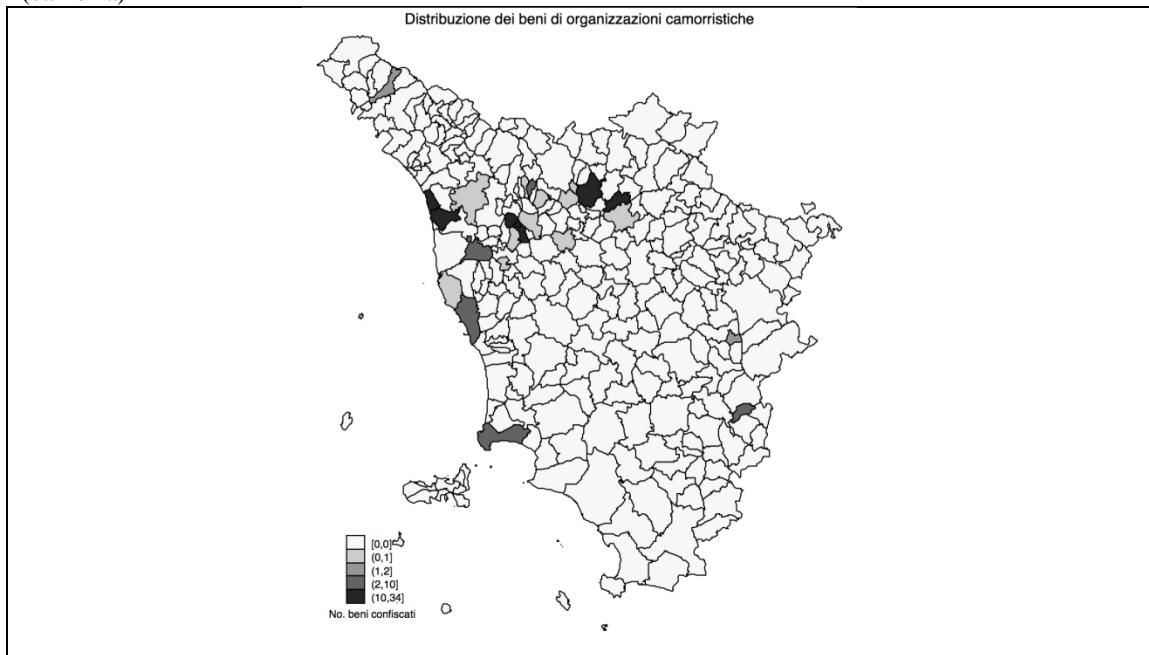 Distribuzione dei beni di organizzazioni camorristiche
[0,0]
(0,1]
(1,2]
(2,10]
(10,34]
No. beni confiscati